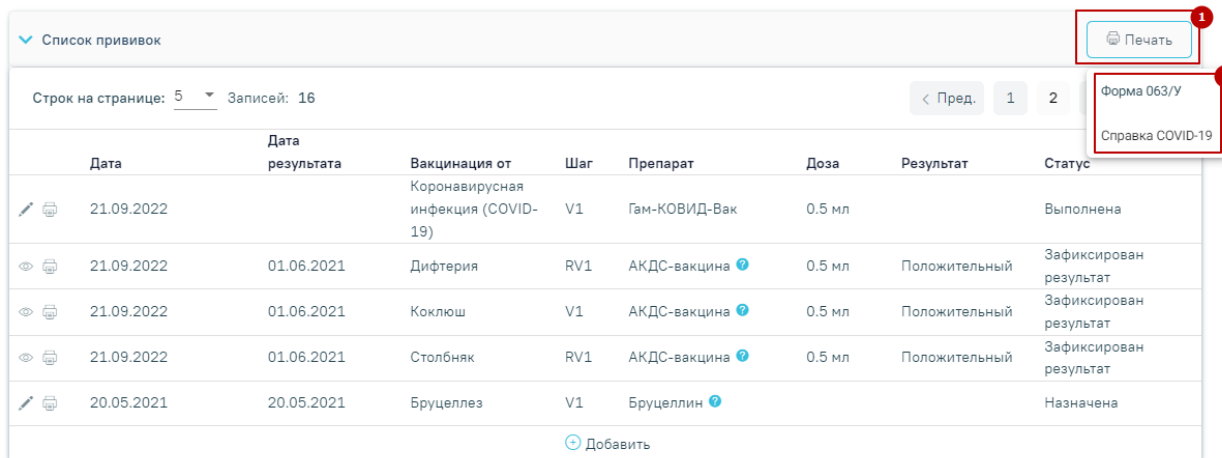 Список прививок
Печать
1
Строк на странице: 5 Записей: 16
< Пред. 1 2
Форма 063/У
Справка COVID-19
Дата Дата результата Вакцинация от Шаг Препарат Доза Результат Статус
21.09.2022 Коронавирусная инфекция (COVID-19) V1 Гам-КОВИД-Вак 0.5 мл Выполнена
21.09.2022 01.06.2021 Дифтерия RV1 АКДС-вакцина ? 0.5 мл Положительный Зафиксирован результат
21.09.2022 01.06.2021 Коклюш V1 АКДС-вакцина ? 0.5 мл Положительный Зафиксирован результат
21.09.2022 01.06.2021 Столбняк RV1 АКДС-вакцина ? 0.5 мл Положительный Зафиксирован результат
20.05.2021 20.05.2021 Бруцеллез V1 Бруцеллин ? Назначена
Добавить